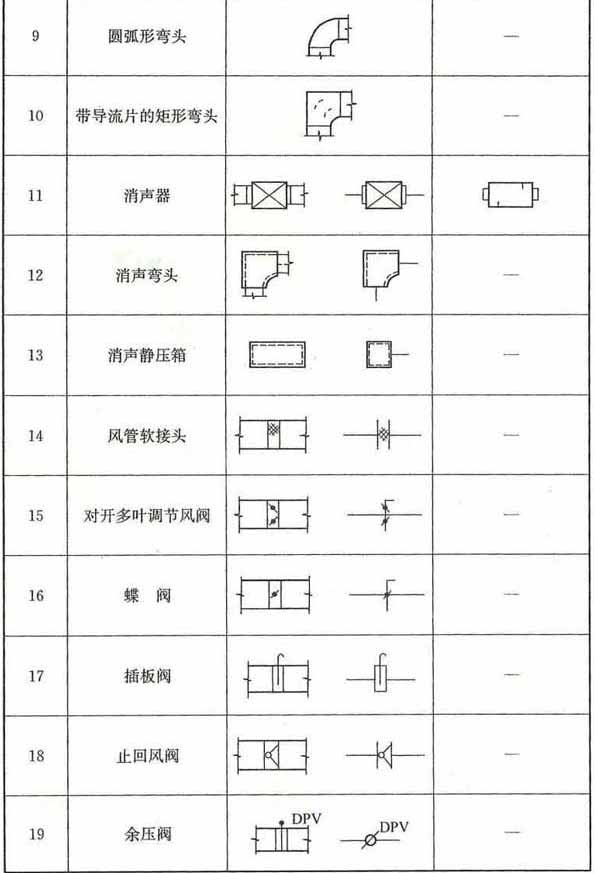 9 圆弧形弯头 —
10 带导流片的矩形弯头 —
11 消声器
12 消声弯头 —
13 消声静压箱 —
14 风管软接头 —
15 对开多叶调节风阀 —
16 蝶 阀 —
17 插板阀 —
18 止回风阀 —
19 余压阀 DPV DPV —